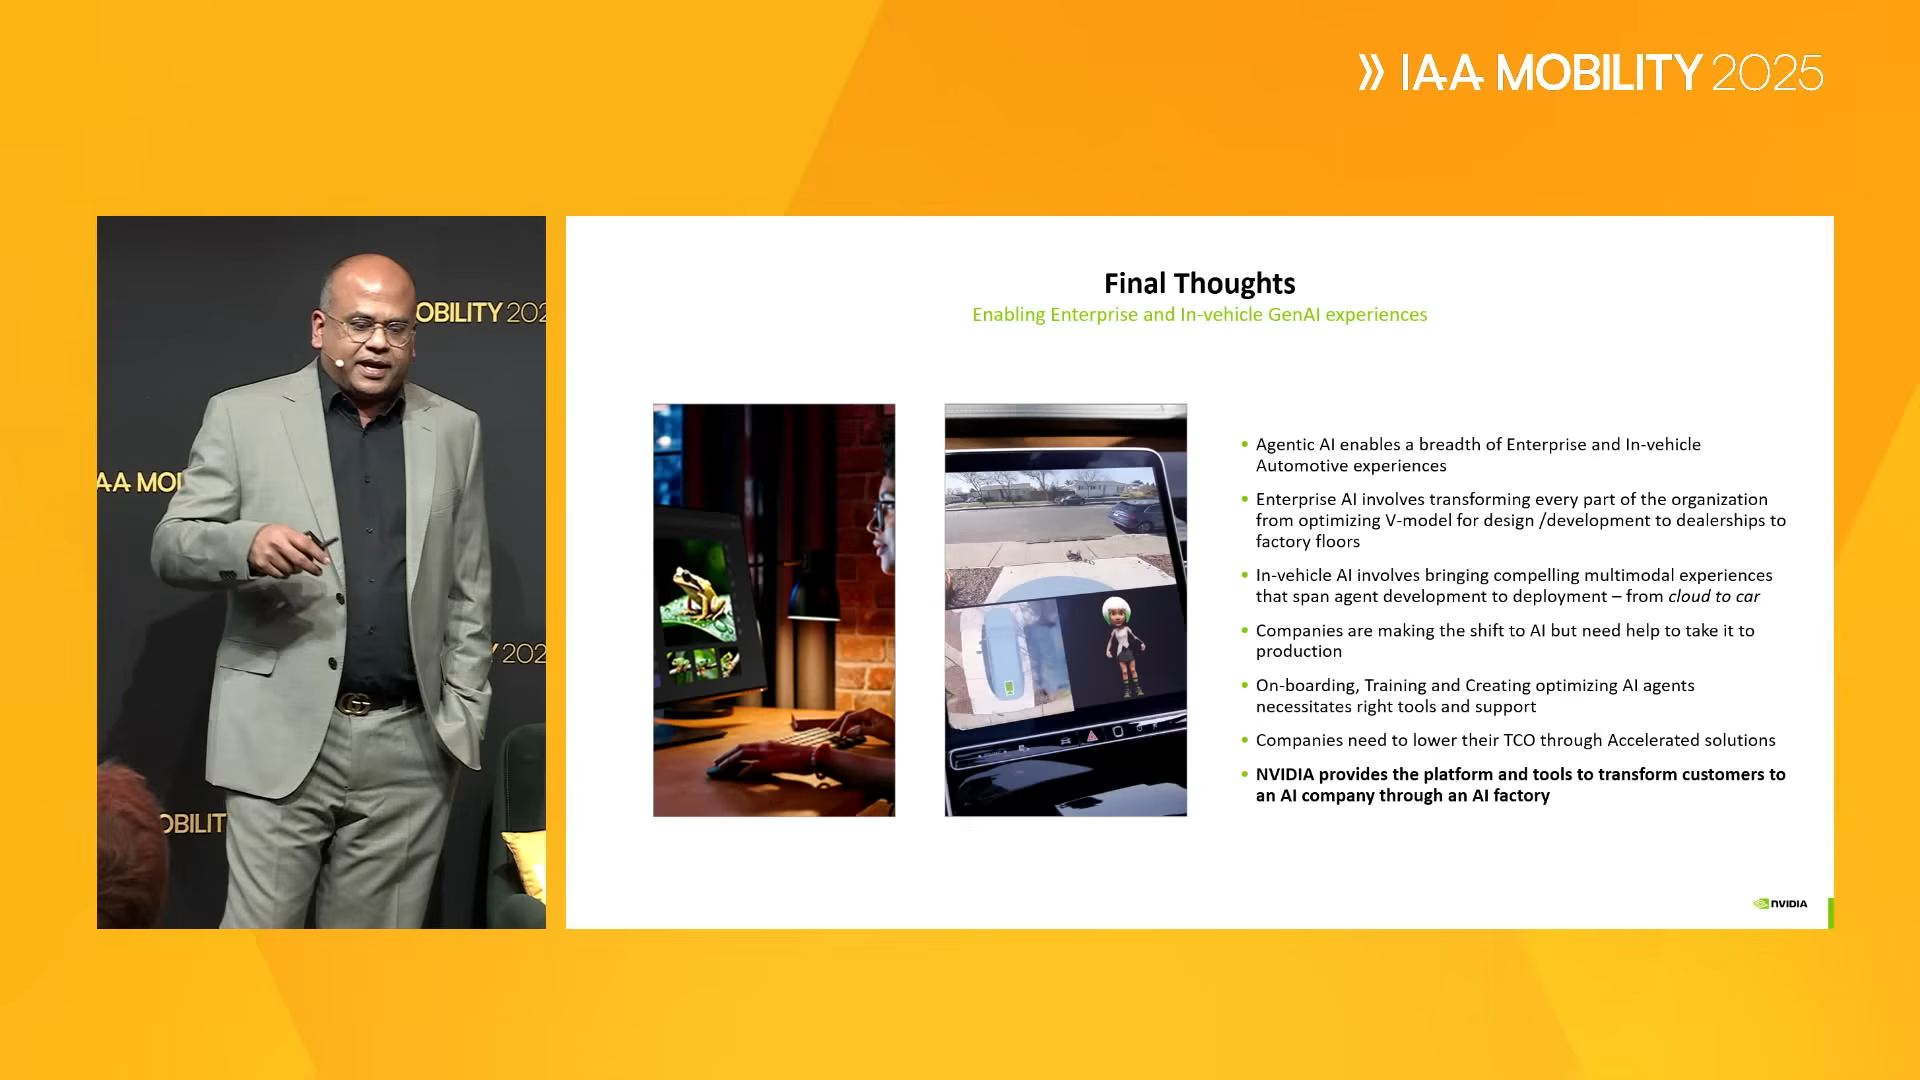 IAA MOBILITY 2025
OBILITY 202
AA MO
202
OBILIT
Final Thoughts
Enabling Enterprise and In-vehicle GenAI experiences
• Agentic AI enables a breadth of Enterprise and In-vehicle
Automotive experiences
• Enterprise AI involves transforming every part of the organization
from optimizing V-model for design /development to dealerships to
factory floors
• In-vehicle AI involves bringing compelling multimodal experiences
that span agent development to deployment – from cloud to car
• Companies are making the shift to AI but need help to take it to
production
• On-boarding, Training and Creating optimizing AI agents
necessitates right tools and support
• Companies need to lower their TCO through Accelerated solutions
• NVIDIA provides the platform and tools to transform customers to
an AI company through an AI factory
NVIDIA